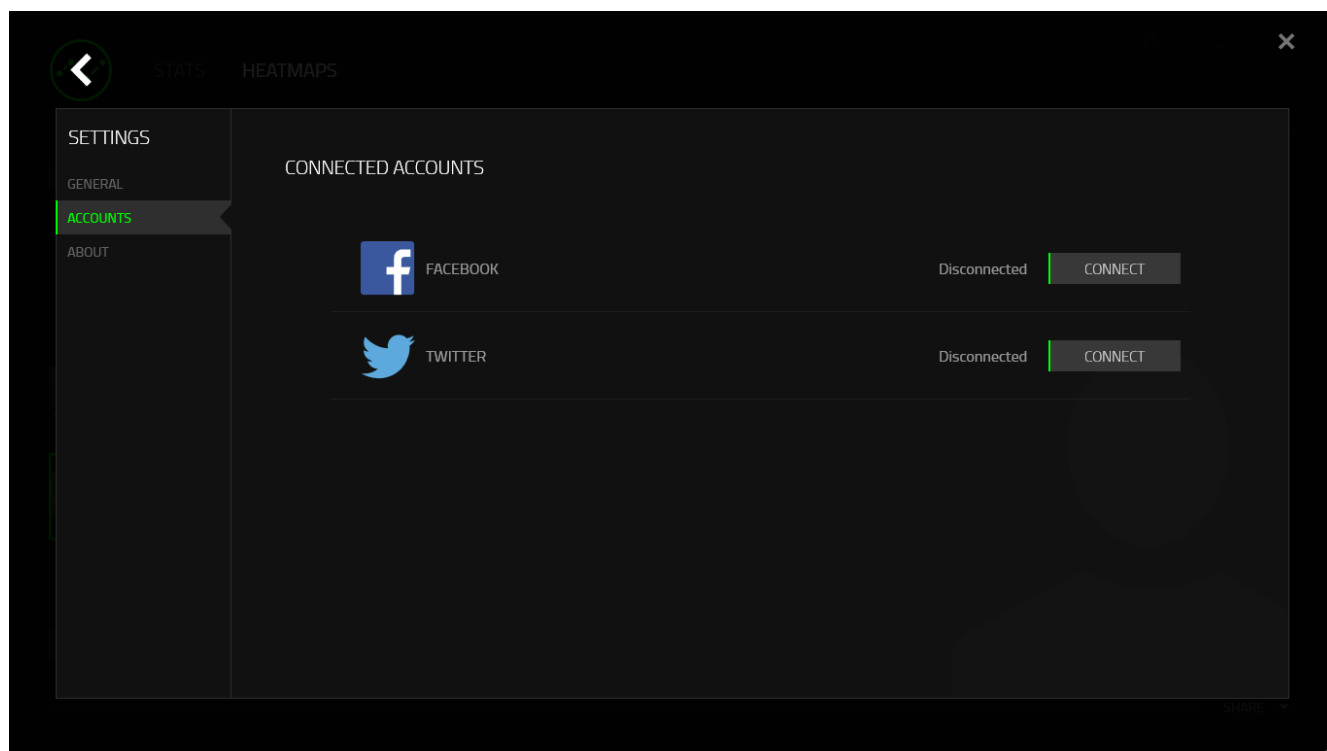 STATS HEATMAPS
SETTINGS
GENERAL
ACCOUNTS
ABOUT
CONNECTED ACCOUNTS
FACEBOOK Disconnected CONNECT
TWITTER Disconnected CONNECT
SHARE